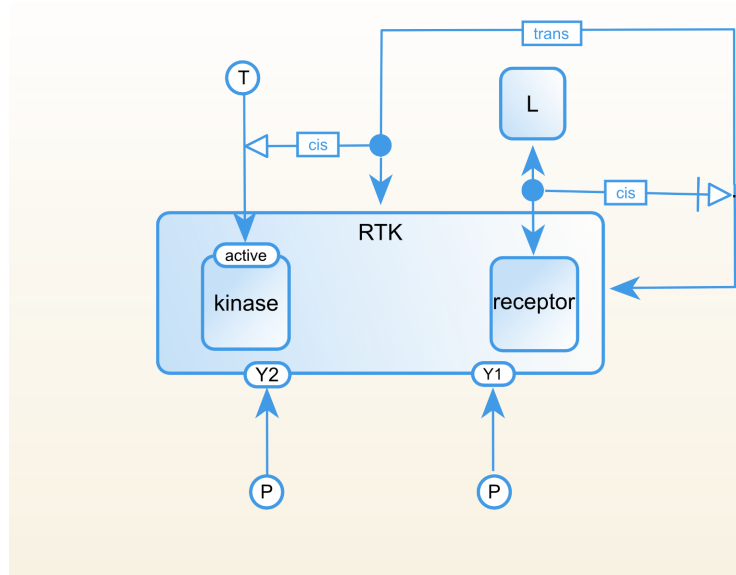 trans
T
L
cis
cis
RTK
active
kinase
receptor
Y2
Y1
P
P